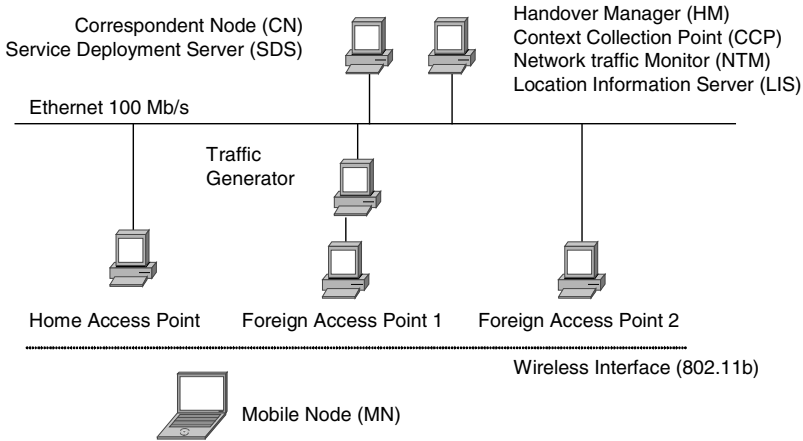 Correspondent Node (CN)
Service Deployment Server (SDS)
Handover Manager (HM)
Context Collection Point (CCP)
Network traffic Monitor (NTM)
Location Information Server (LIS)
Ethernet 100 Mb/s
Traffic
Generator
Home Access Point
Foreign Access Point 1
Foreign Access Point 2
Wireless Interface (802.11b)
Mobile Node (MN)